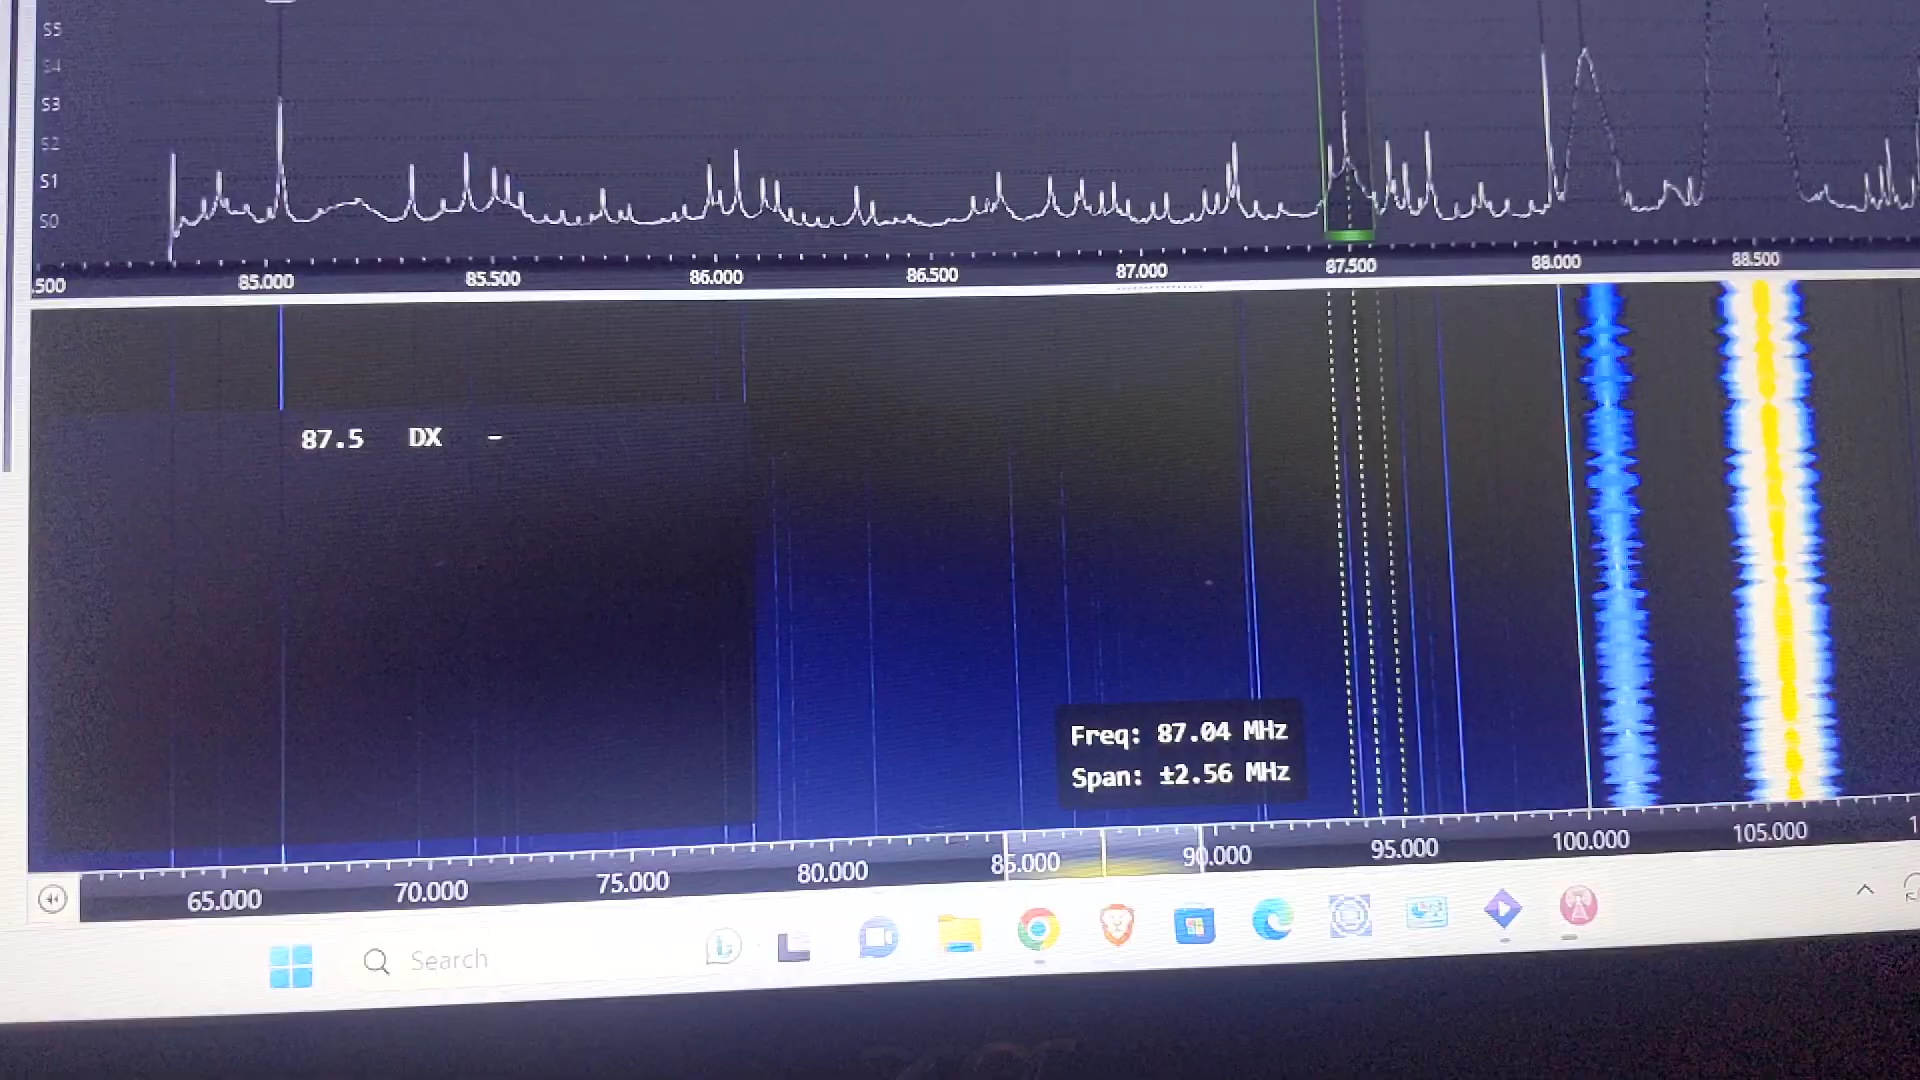 S5
S4
S3
S2
S1
S0
.500 85.000 85.500 86.000 86.500 87.000 87.500 88.000 88.500
87.5 DX -
Freq: 87.04 MHz
Span: ±2.56 MHz
65.000 70.000 75.000 80.000 85.000 90.000 95.000 100.000 105.000 1
Search